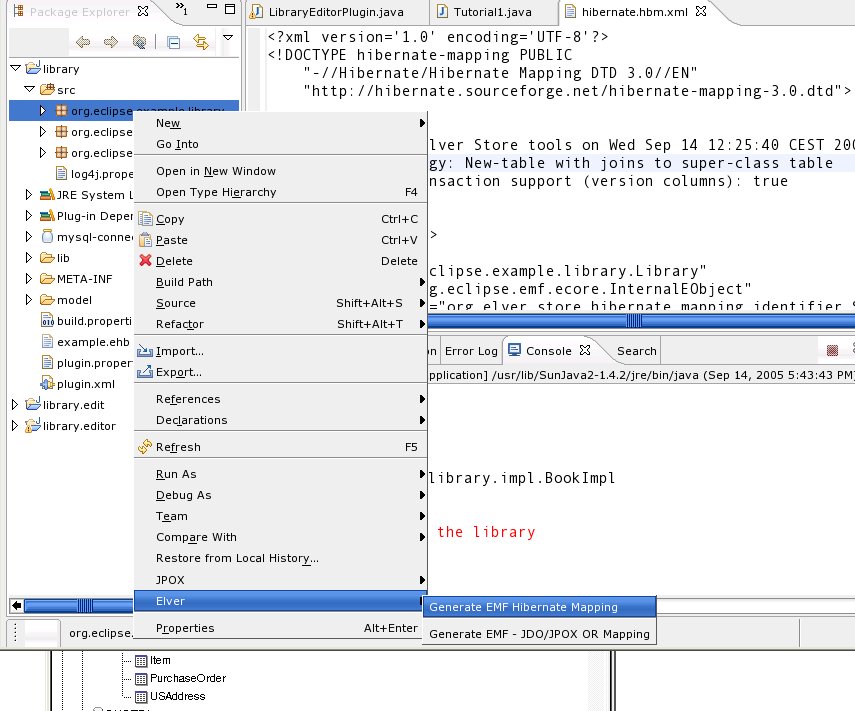 Package Explorer
1
LibraryEditorPlugin.java
Tutorial1.java
hibernate.hbm.xml
<?xml version='1.0' encoding='UTF-8'?>
<!DOCTYPE hibernate-mapping PUBLIC
"-//Hibernate/Hibernate Mapping DTD 3.0//EN"
"http://hibernate.sourceforge.net/hibernate-mapping-3.0.dtd">
library
src
org.eclipse.example.library
org.eclipse
org.eclipse
log4j.prope
JRE System L
Plug-in Deper
mysql-conne
lib
META-INF
model
build.properti
example.ehb
plugin.proper
plugin.xml
library.edit
library.editor
New
Go Into
Open in New Window
Open Type Hierarchy F4
Copy Ctrl+C
Paste Ctrl+V
Delete Delete
Build Path
Source Shift+Alt+S
Refactor Shift+Alt+T
Import...
Export...
References
Declarations
Refresh F5
Run As
Debug As
Team
Compare With
Restore from Local History...
JPOX
Elver
Properties Alt+Enter
Generate EMF Hibernate Mapping
Generate EMF - JDO/JPOX OR Mapping
lver Store tools on Wed Sep 14 12:25:40 CEST 200
gy: New-table with joins to super-class table
nsaction support (version columns): true
>
clipse.example.library.Library"
g.eclipse.emf.ecore.InternalEObject"
="org.elver.store.hibernate.mapping.identifier.
on
Error Log
Console
Search
pplication] /usr/lib/SunJava2-1.4.2/jre/bin/java (Sep 14, 2005 5:43:43 PM)
library.impl.BookImpl
the library
org.eclipse.
Item
PurchaseOrder
USAddress